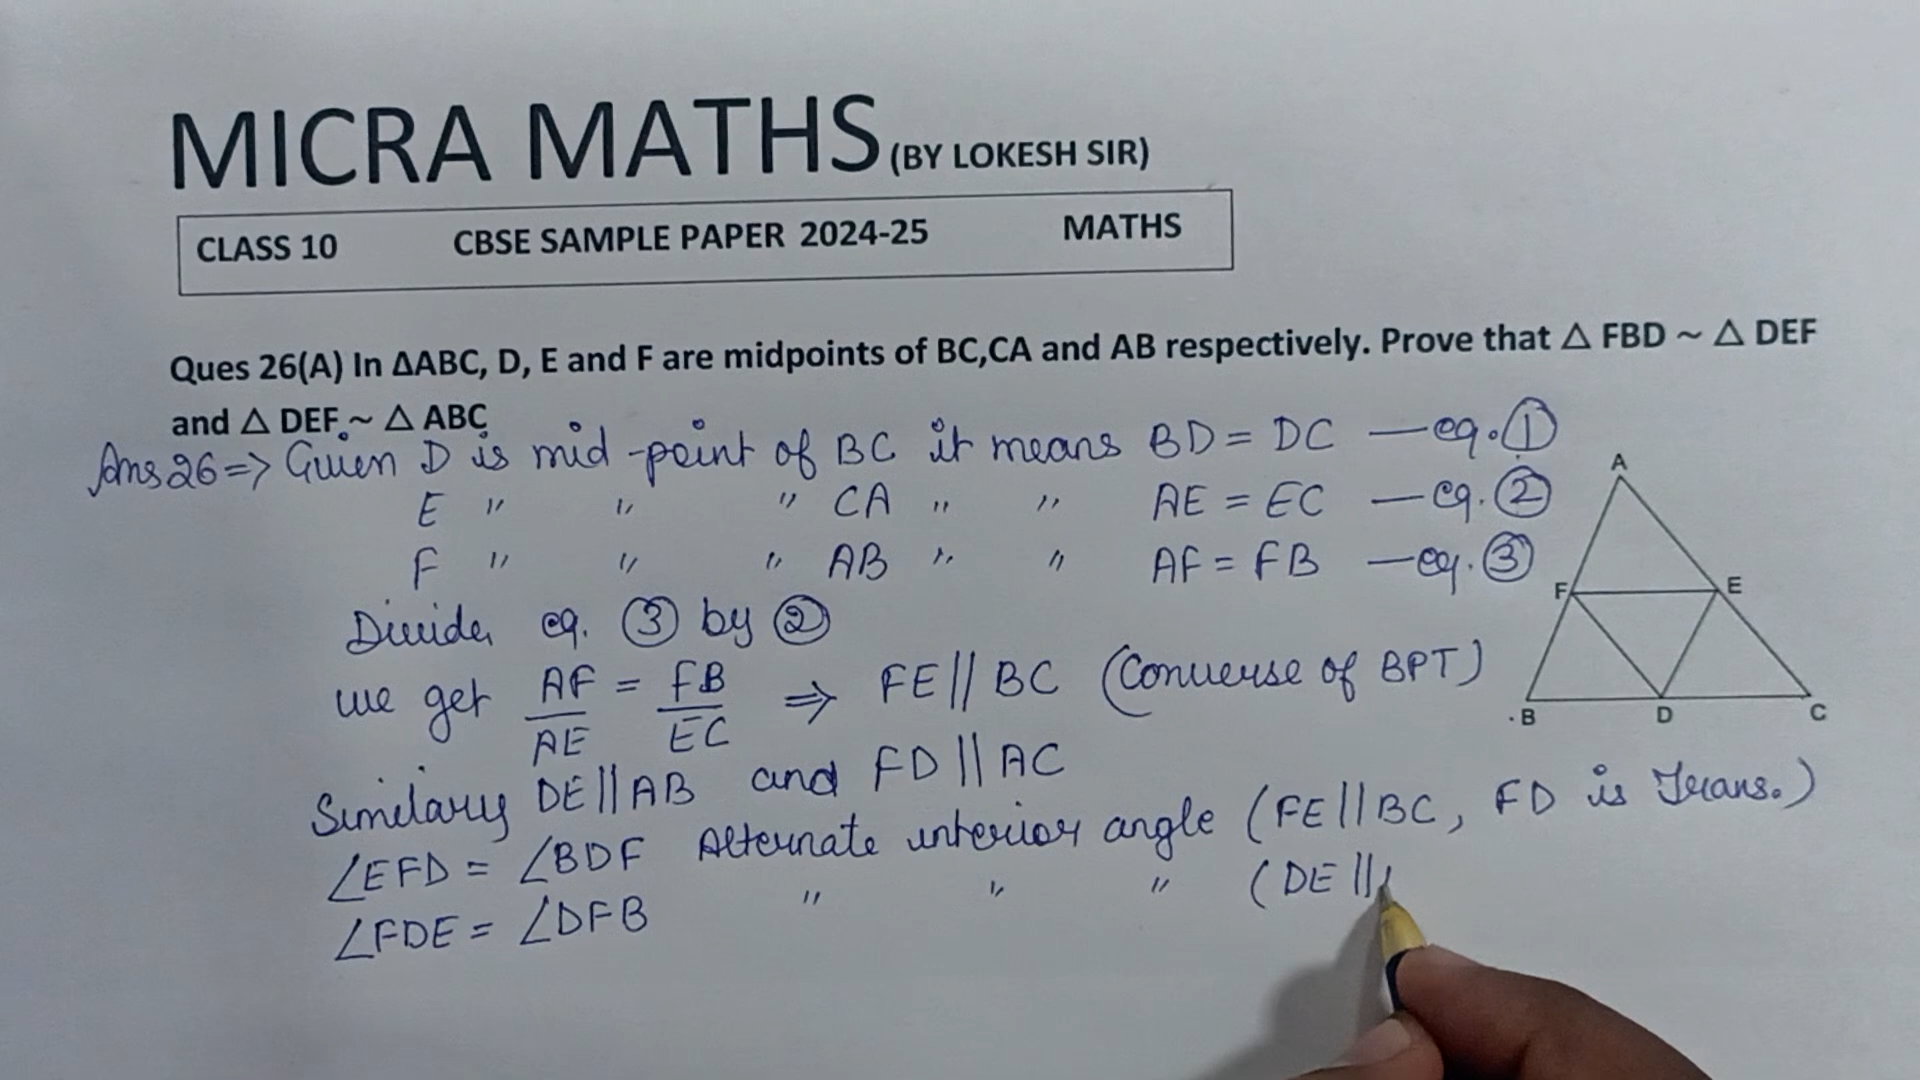 MICRA MATHS (BY LOKESH SIR)
CLASS 10 CBSE SAMPLE PAPER 2024-25 MATHS
Ques 26(A) In ΔABC, D, E and F are midpoints of BC,CA and AB respectively. Prove that △ FBD ~ △ DEF
and △ DEF ~ △ ABC
Ans 26 => Given D is mid-point of BC it means BD = DC — eq. ①
E " " " CA " " AE = EC — eq. ②
F " " " AB " " AF = FB — eq. ③
Divide eq. ③ by ②
we get AF/AE = FB/EC ⇒ FE || BC (Converse of BPT)
Similary DE || AB and FD || AC
∠EFD = ∠BDF Alternate interior angle (FE || BC, FD is Trans.)
∠FDE = ∠DFB " " " (DE ||
A
F E
B D C